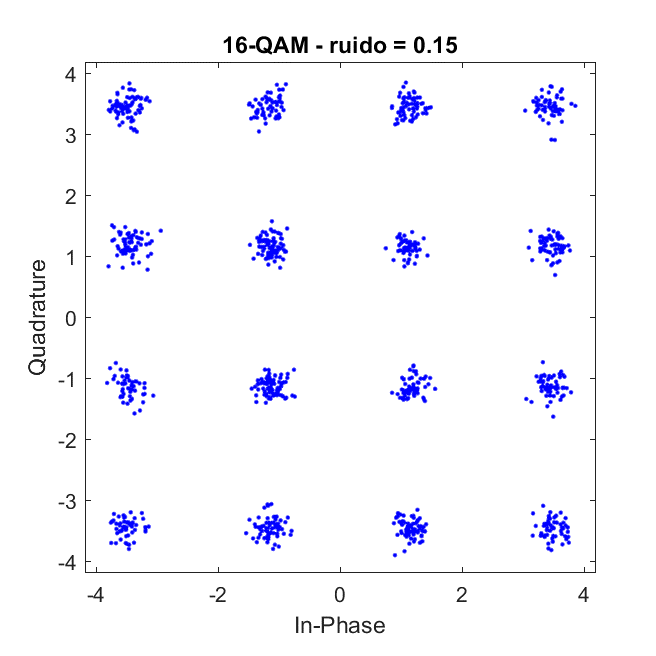 16-QAM - ruido = 0.15
4
3
2
1
0
-1
-2
-3
-4
Quadrature
-4 -2 0 2 4
In-Phase